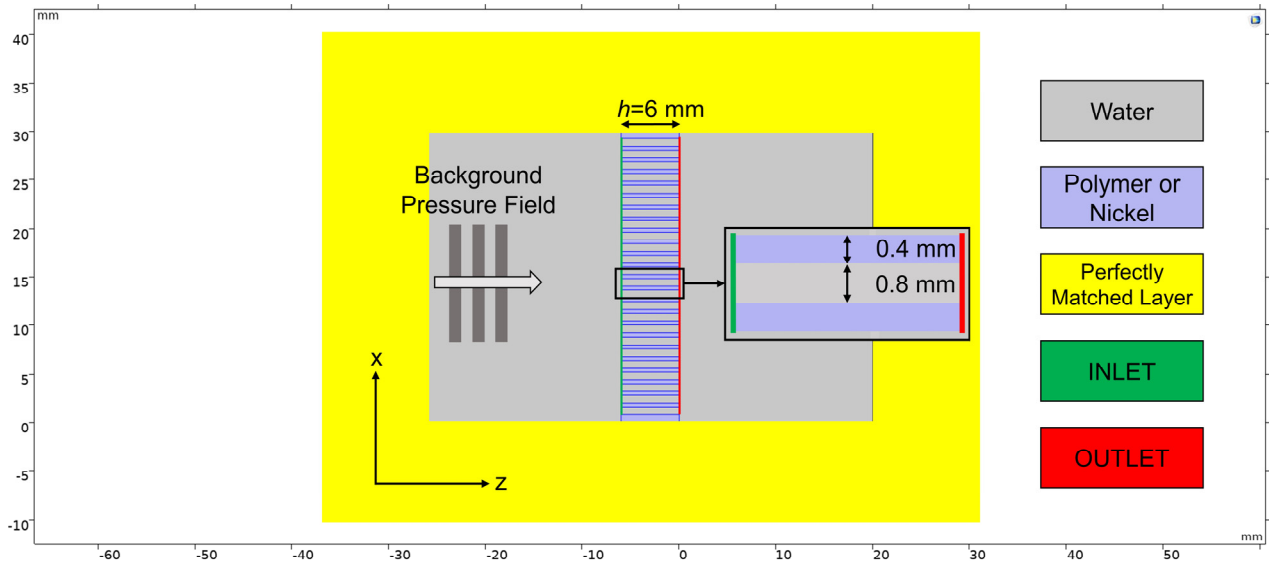 mm
40
35
30
25
20
15
10
5
0
-5
-10
h=6 mm
Background
Pressure Field
0.4 mm
0.8 mm
x
z
Water
Polymer or
Nickel
Perfectly
Matched Layer
INLET
OUTLET
-60 -50 -40 -30 -20 -10 0 10 20 30 40 50
mm